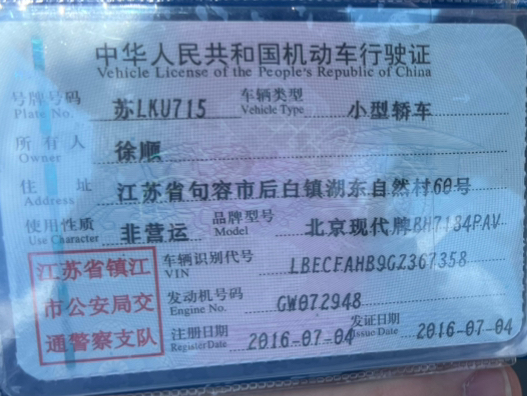 中华人民共和国机动车行驶证
Vehicle License of the People's Republic of China
号牌号码 苏LKU715 车辆类型 小型轿车
Plate No. Vehicle Type
所有人 徐顺
Owner
住址 江苏省句容市后白镇湖东自然村60号
Address
使用性质 非营运 品牌型号 北京现代牌BH7184PAV
Use Character Model
江苏省镇江
市公安局交
通警察支队
车辆识别代号 LBECFAHB9GZ367358
VIN
发动机号码 GW072948
Engine No.
注册日期 2016-07-04 发证日期 2016-07-04
Register Date Issue Date